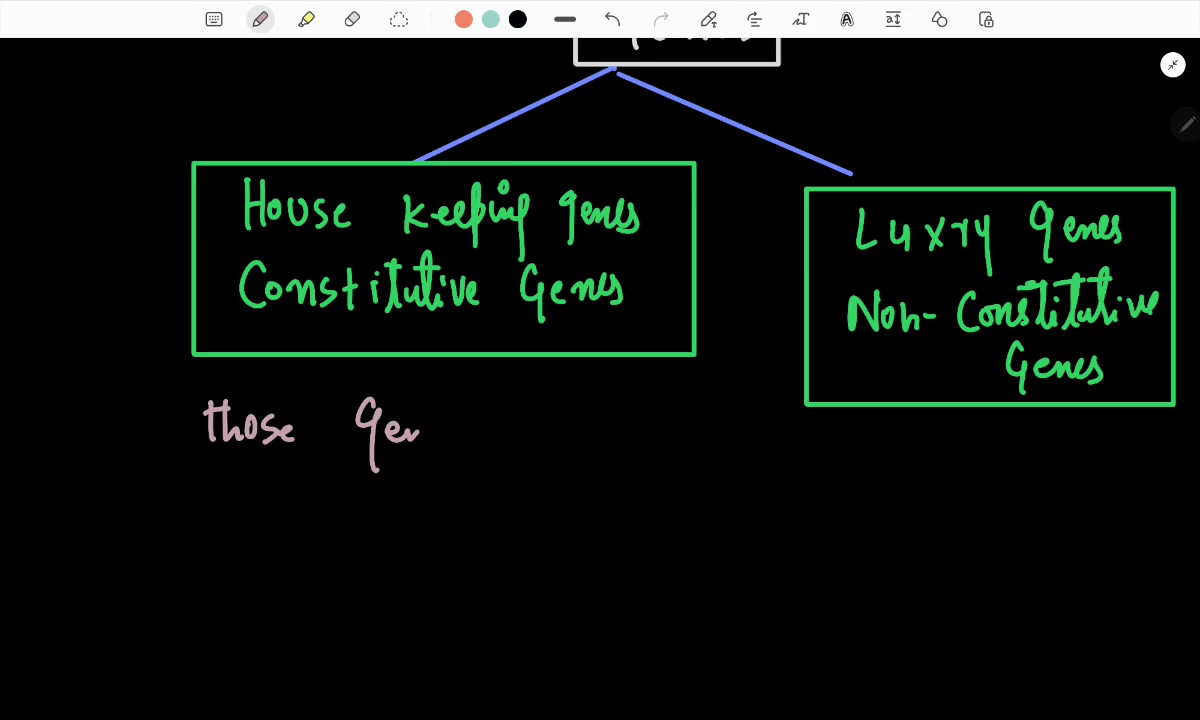 House keeping genes
Constitutive Genes
Luxry Genes
Non-Constitutive
Genes
those Gen